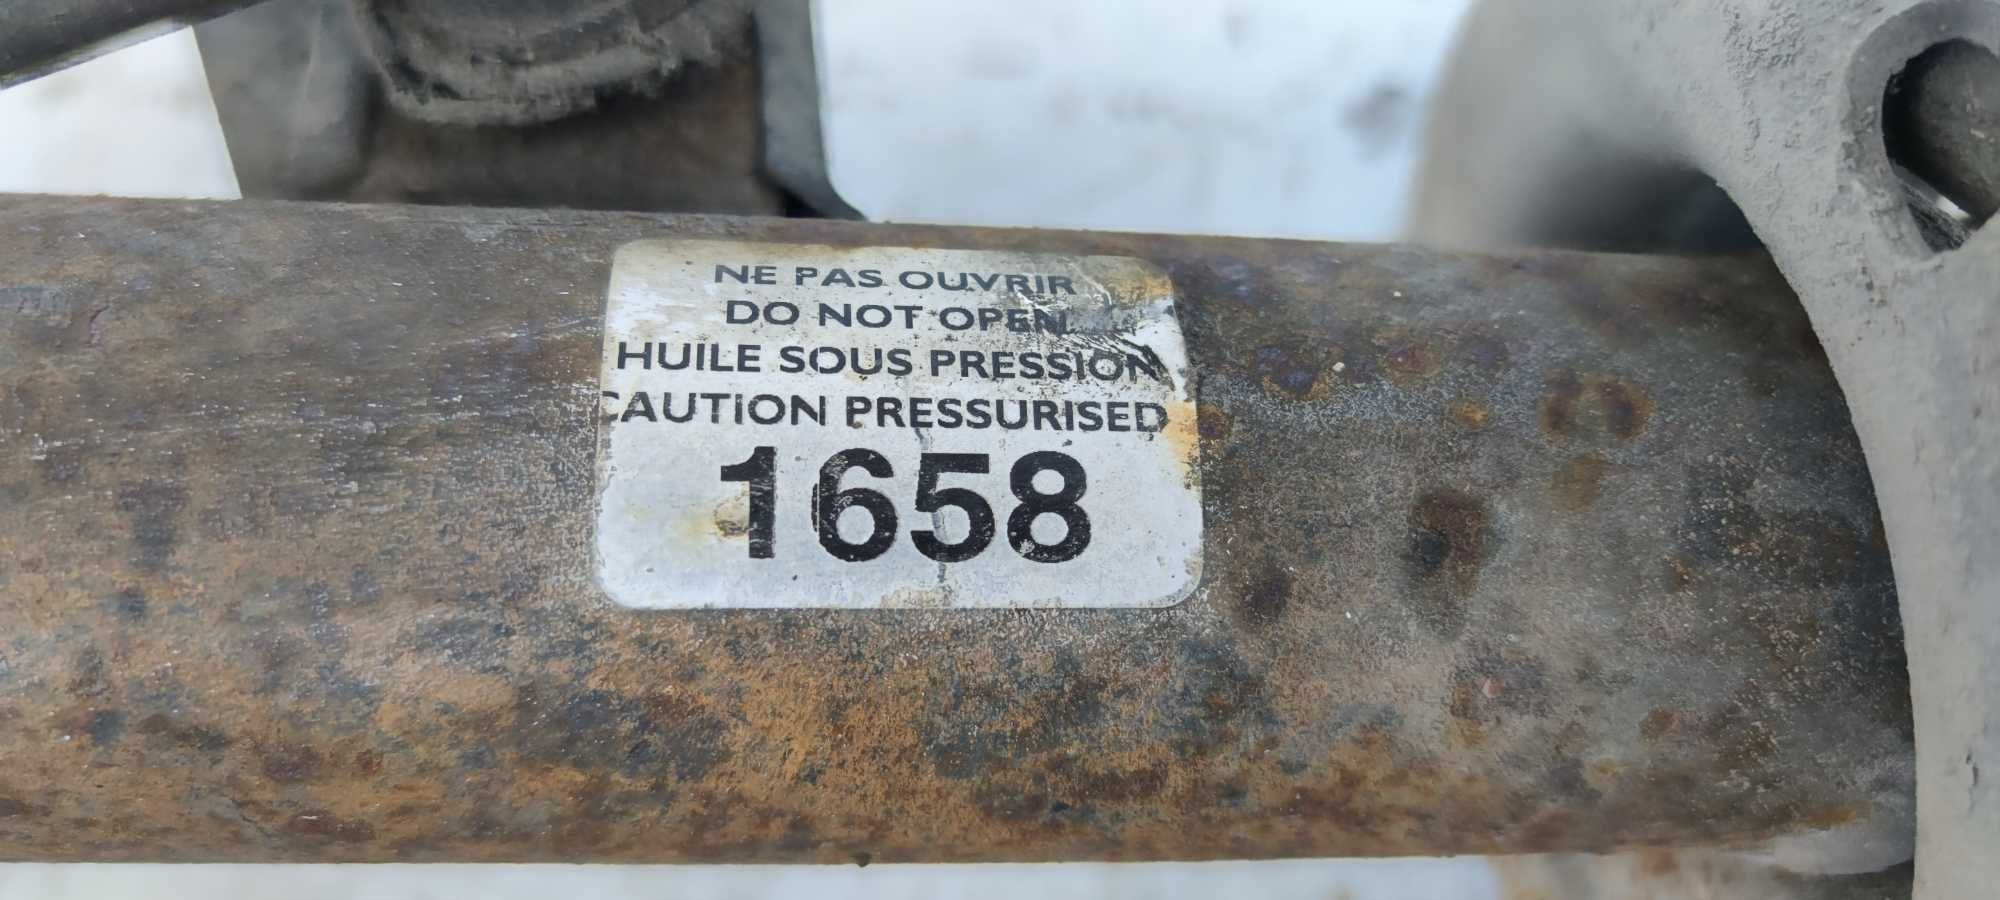 NE PAS OUVRIR
DO NOT OPEN
HUILE SOUS PRESSION
CAUTION PRESSURISED
1658